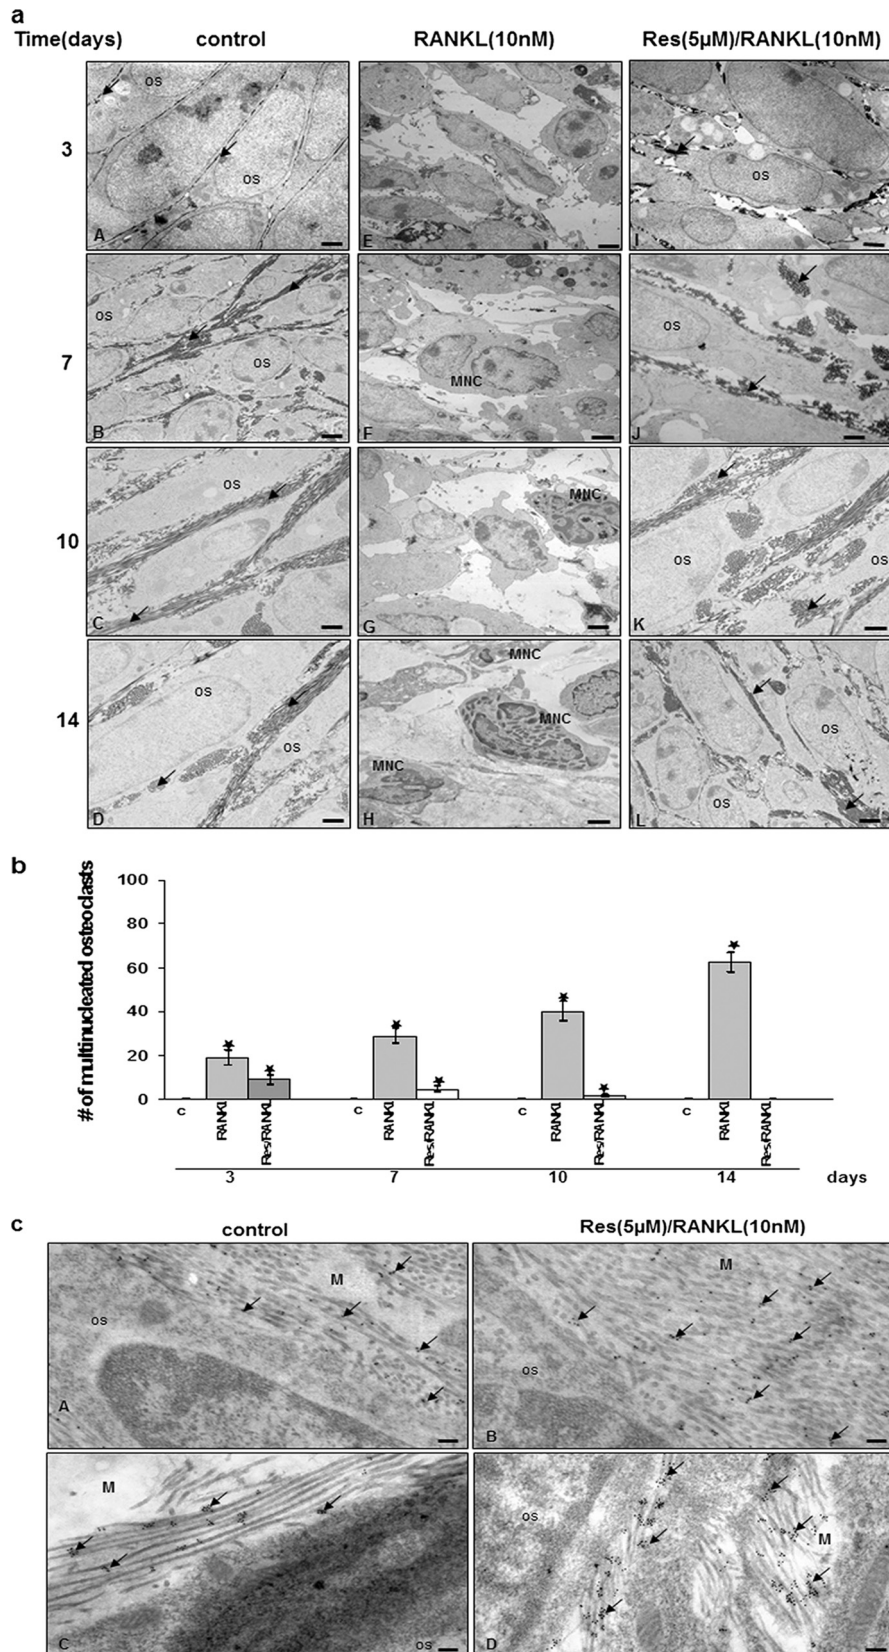 a
Time(days) control RANKL(10nM) Res(5µM)/RANKL(10nM)
3
os
os
A
E
os
I
7
os
os
B
MNC
F
os
J
10
os
C
MNC
G
os
os
K
14
os
os
D
MNC
MNC
MNC
H
os
os
L
b
# of multinucleated osteoclasts
100
80
60
40
20
0
c RANKL Res/RANKL c RANKL Res/RANKL c RANKL Res/RANKL c RANKL Res/RANKL
3 7 10 14 days
c
control Res(5µM)/RANKL(10nM)
M
os
A
M
os
B
M
os
C
os
M
D